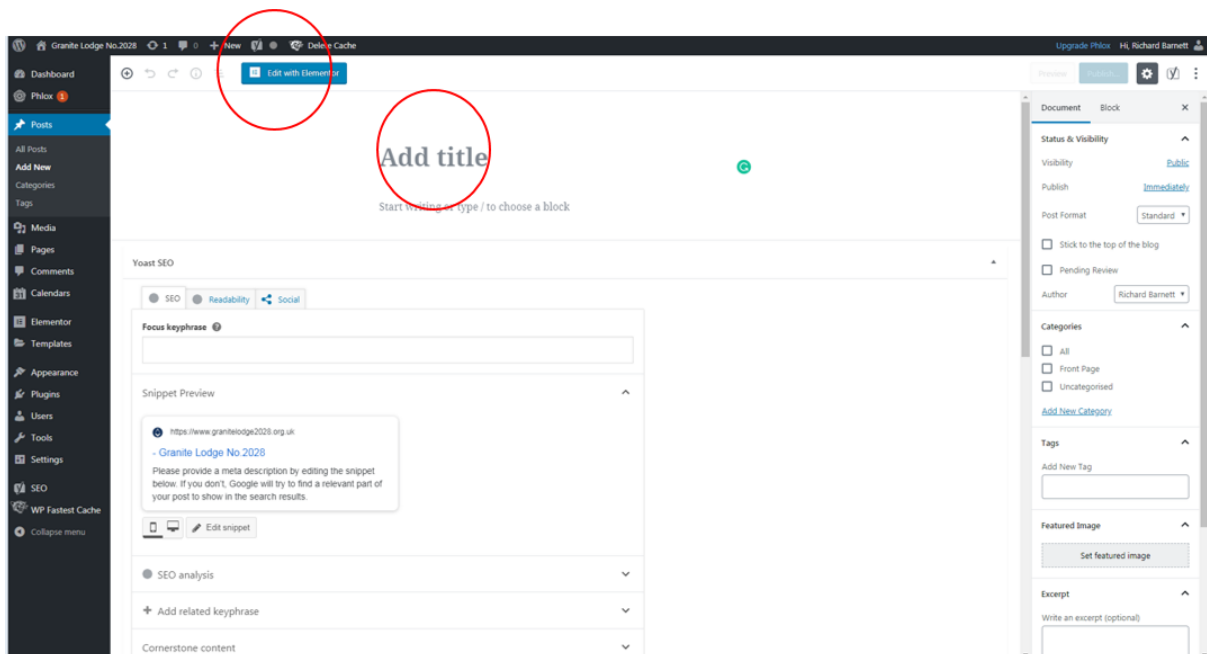 Granite Lodge No.2028 1 0 + New Delete Cache Upgrade Phlox Hi, Richard Barnett
Dashboard
Phlox 1
Posts
All Posts
Add New
Categories
Tags
Media
Pages
Comments
Calendars
Elementor
Templates
Appearance
Plugins
Users
Tools
Settings
SEO
WP Fastest Cache
Collapse menu
Edit with Elementor
Preview Publish...
Add title
Start writing or type / to choose a block
Yoast SEO
SEO Readability Social
Focus keyphrase
Snippet Preview
https://www.granitelodge2028.org.uk
- Granite Lodge No.2028
Please provide a meta description by editing the snippet
below. If you don't, Google will try to find a relevant part of
your post to show in the search results.
Edit snippet
SEO analysis
+ Add related keyphrase
Cornerstone content
Document Block
Status & Visibility
Visibility Public
Publish Immediately
Post Format Standard
Stick to the top of the blog
Pending Review
Author Richard Barnett
Categories
All
Front Page
Uncategorised
Add New Category
Tags
Add New Tag
Featured Image
Set featured image
Excerpt
Write an excerpt (optional)